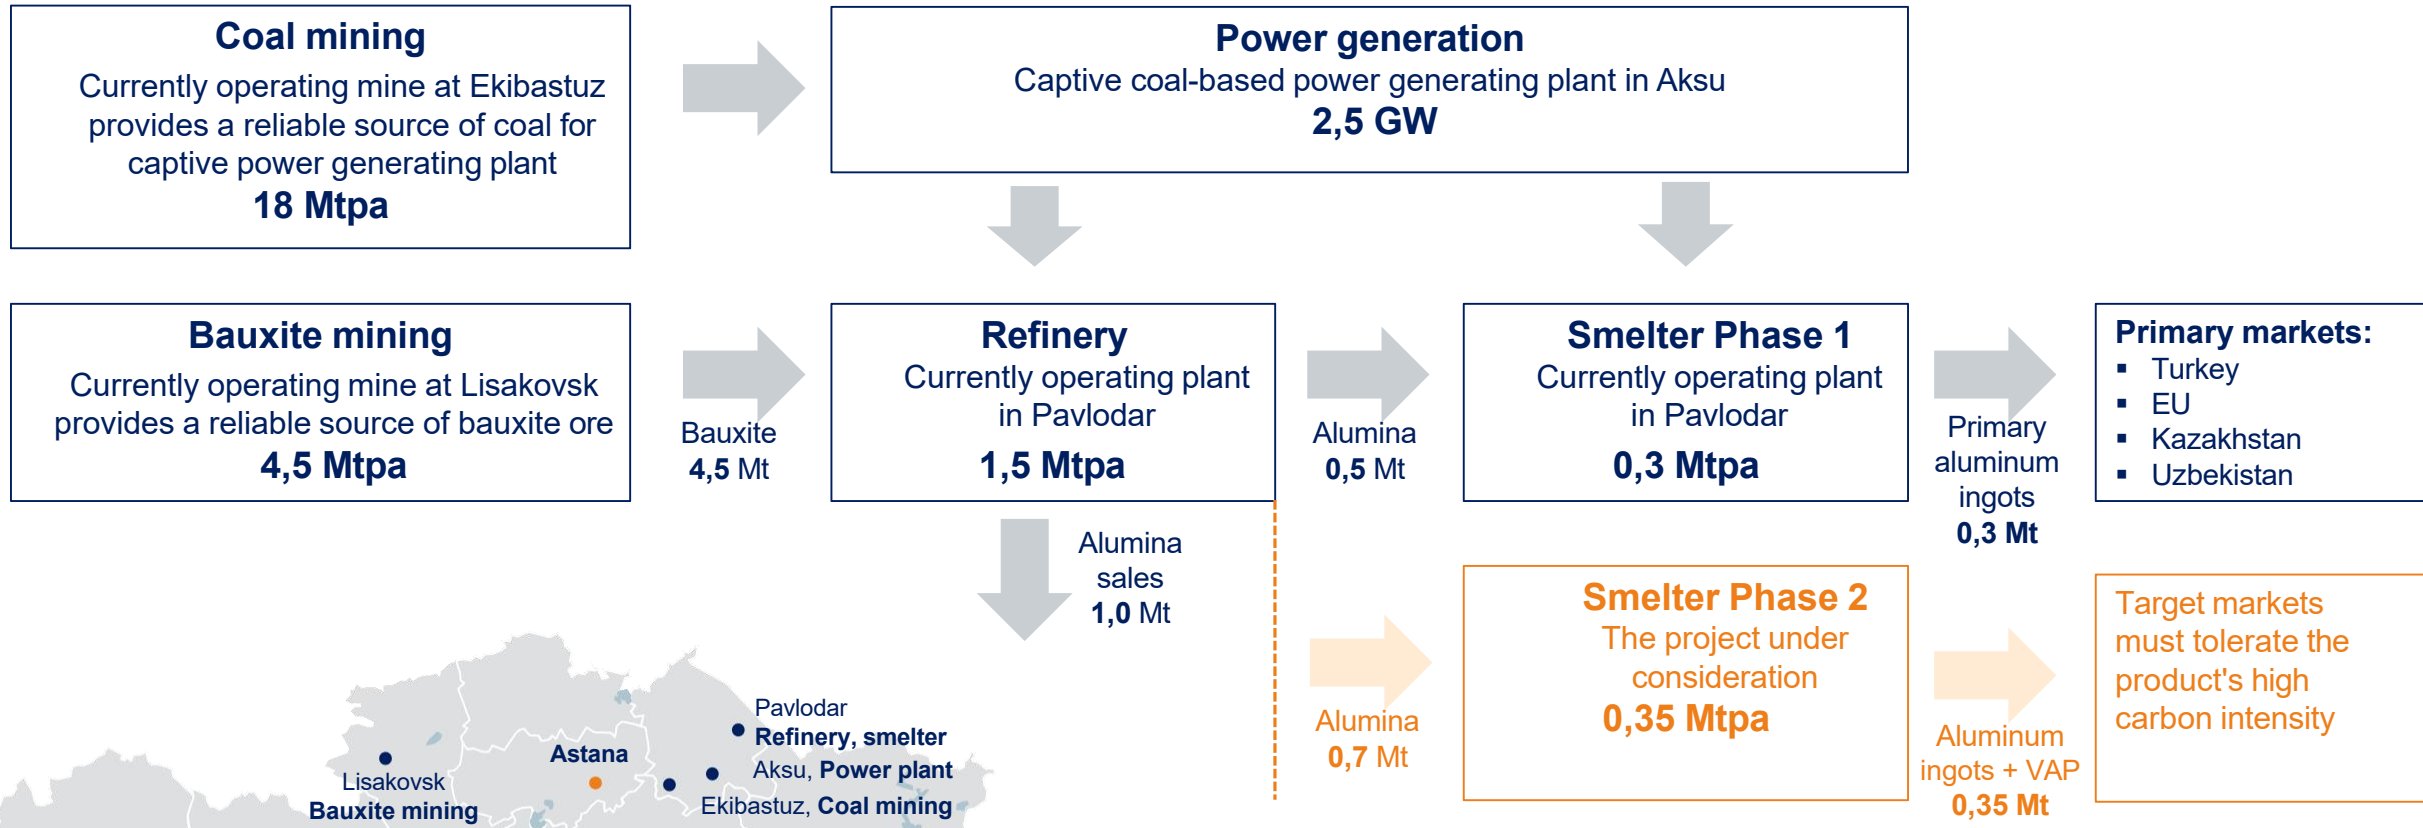 Coal mining
Currently operating mine at Ekibastuz
provides a reliable source of coal for
captive power generating plant
18 Mtpa
Power generation
Captive coal-based power generating plant in Aksu
2,5 GW
Bauxite mining
Currently operating mine at Lisakovsk
provides a reliable source of bauxite ore
4,5 Mtpa
Bauxite
4,5 Mt
Refinery
Currently operating plant
in Pavlodar
1,5 Mtpa
Alumina
0,5 Mt
Smelter Phase 1
Currently operating plant
in Pavlodar
0,3 Mtpa
Primary
aluminum
ingots
0,3 Mt
Primary markets:
▪ Turkey
▪ EU
▪ Kazakhstan
▪ Uzbekistan
Alumina
sales
1,0 Mt
Alumina
0,7 Mt
Smelter Phase 2
The project under
consideration
0,35 Mtpa
Aluminum
ingots + VAP
0,35 Mt
Target markets
must tolerate the
product's high
carbon intensity
Lisakovsk
Bauxite mining
Astana
Pavlodar
Refinery, smelter
Aksu, Power plant
Ekibastuz, Coal mining